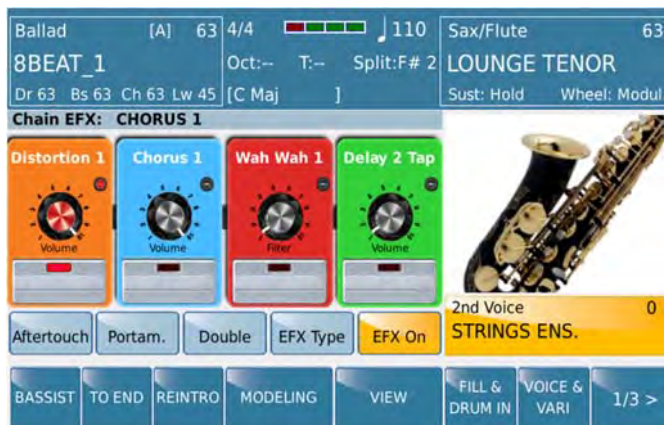 Ballad [A] 63
8BEAT_1
Dr 63 Bs 63 Ch 63 Lw 45
4/4 110
Oct:-- T:-- Split:F# 2
[C Maj ]
Sax/Flute 63
LOUNGE TENOR
Sust: Hold Wheel: Modul
Chain EFX: CHORUS 1
Distortion 1
Volume
Chorus 1
Volume
Wah Wah 1
Filter
Delay 2 Tap
Volume
2nd Voice 0
STRINGS ENS.
Aftertouch
Portam.
Double
EFX Type
EFX On
BASSIST
TO END
REINTRO
MODELING
VIEW
FILL &
DRUM IN
VOICE &
VARI
1/3 >